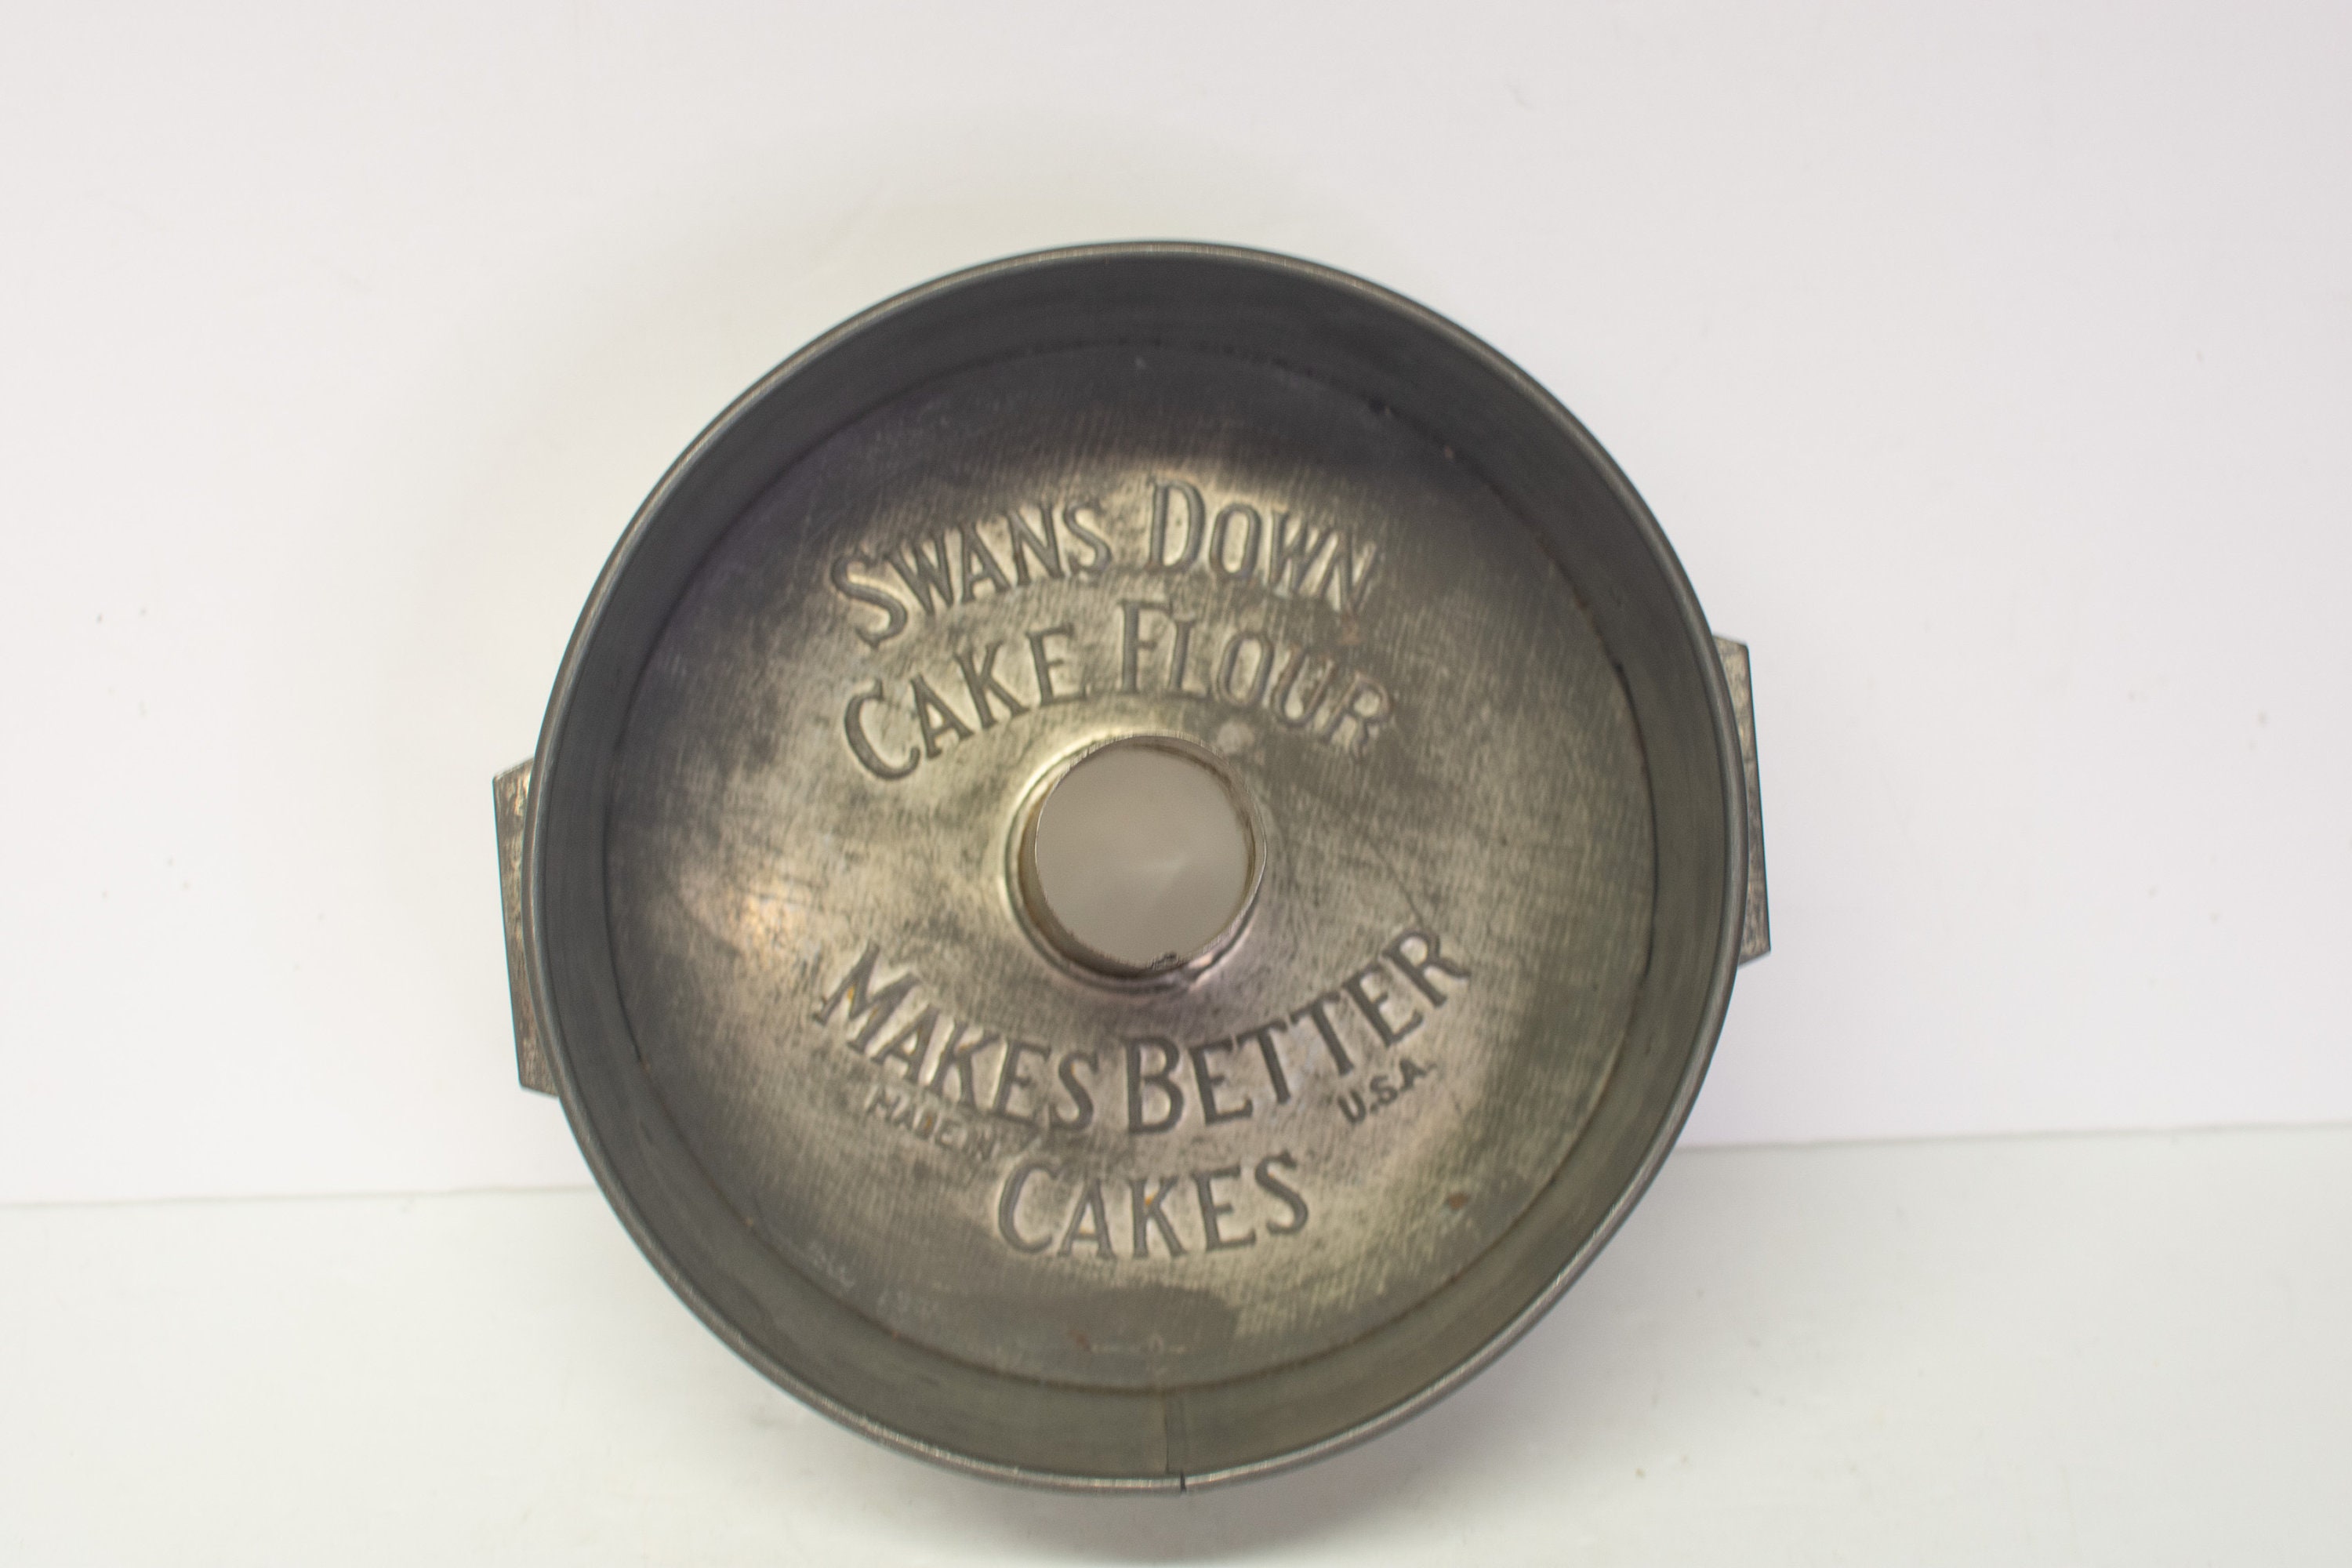 SWANS DOWN
CAKE FLOUR
MAKES BETTER
MADE IN U.S.A.
CAKES